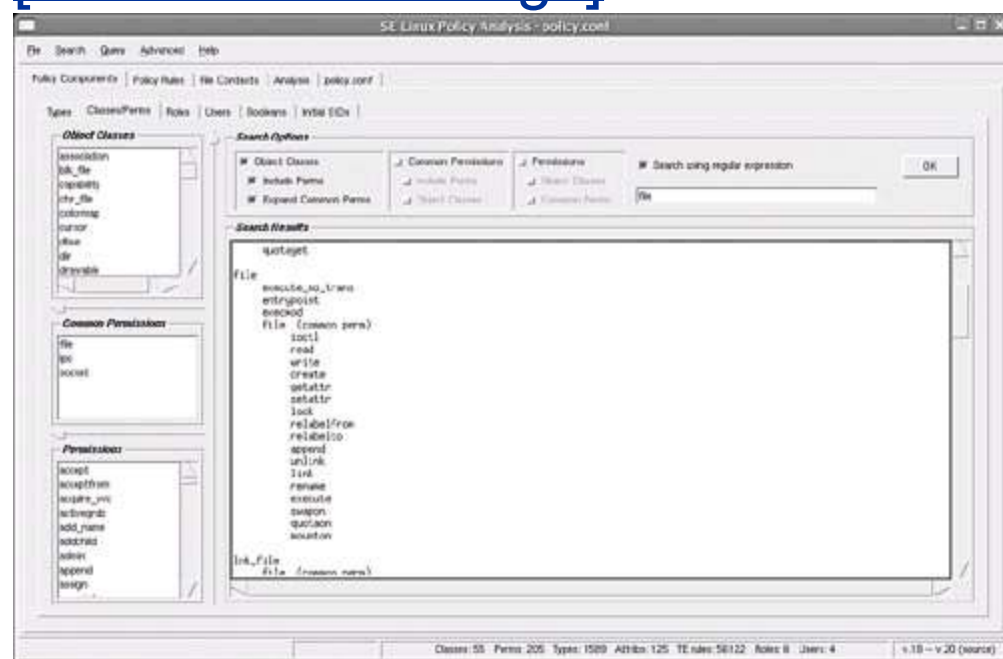 SE Linux Policy Analysis - policy.conf
File Search Query Advanced Help
Policy Components Policy Rules File Contexts Analysis policy.conf
Types Classes/Perms Roles Users Booleans Initial SIDs
Object Classes
association
blk_file
capability
chr_file
colormap
cursor
dbus
dir
drawable
Common Permissions
file
ipc
socket
Permissions
accept
acceptfrom
acquire_svc
add_name
addchild
admin
append
assign
Search Options
Object Classes
Include Perms
Expand Common Perms
Common Permissions
Include Perms
Object Classes
Permissions
Object Classes
Common Perms
Search using regular expression
file
OK
Search Results
quotaget
file
execute_no_trans
entrypoint
execmod
file (common perm)
ioctl
read
write
create
getattr
setattr
lock
relabelfrom
relabelto
append
unlink
link
rename
execute
swapon
quotaon
mounton
lnk_file
file (common perm)
Classes: 55 Perms: 205 Types: 1589 Attribs: 125 TE rules: 56122 Roles: 8 Users: 4
v.18 – v.20 (source)